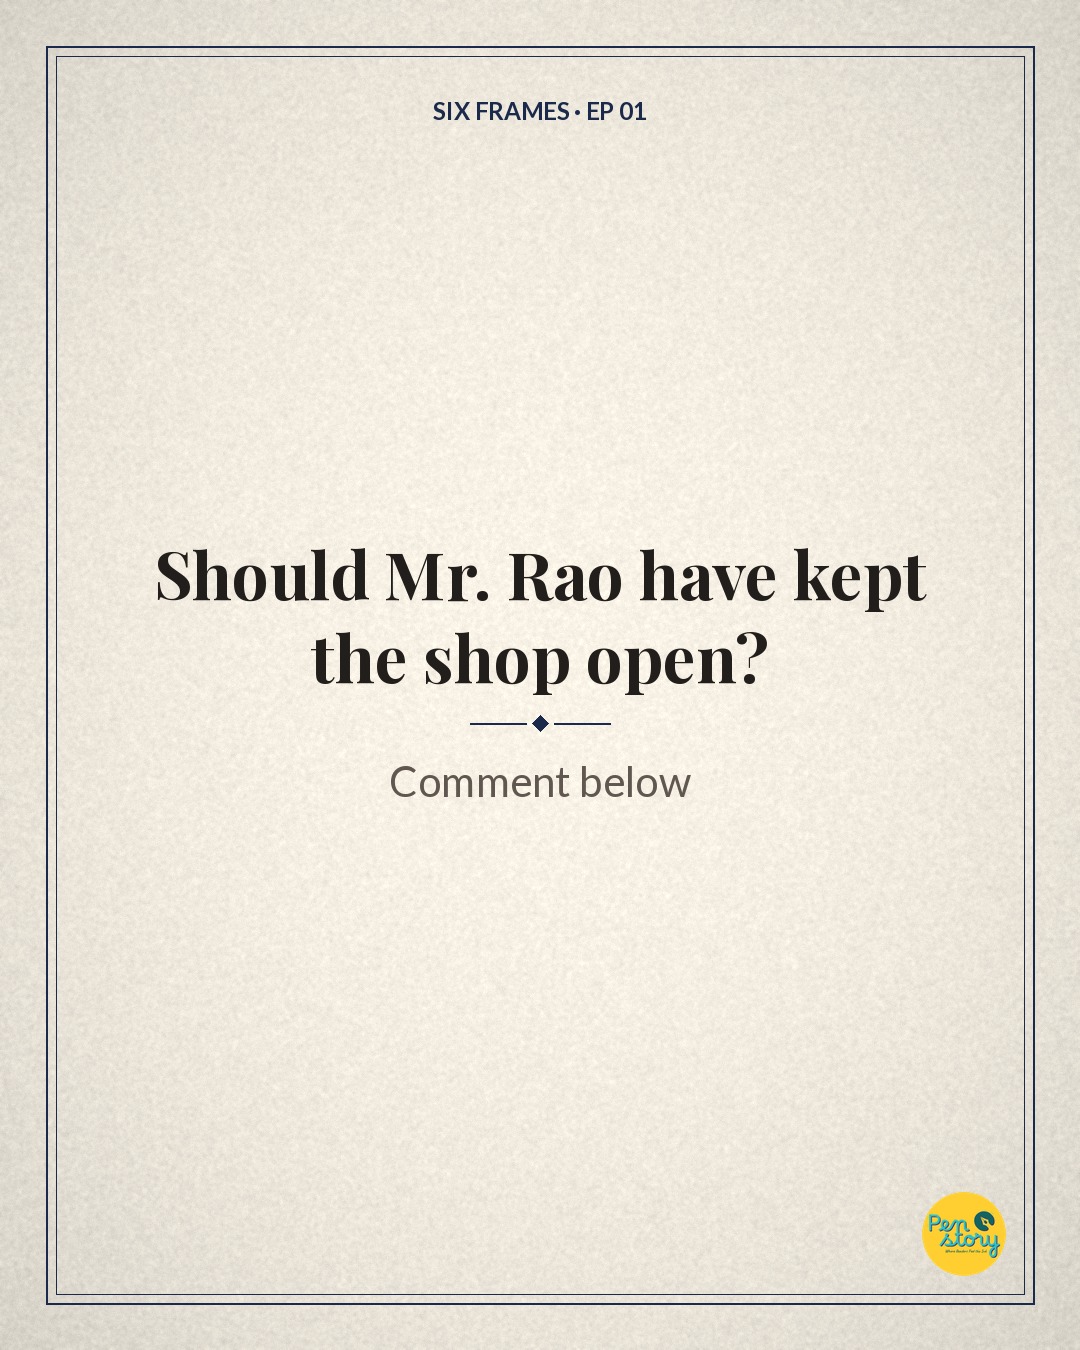 SIX FRAMES · EP 01
Should Mr. Rao have kept
the shop open?
Comment below
Pen
story